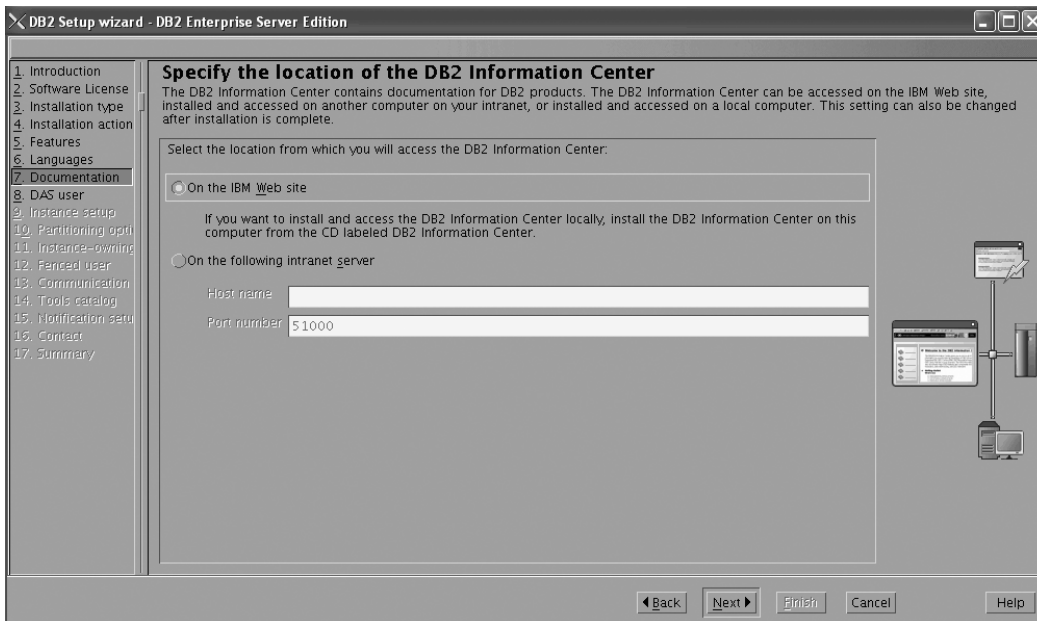 DB2 Setup wizard - DB2 Enterprise Server Edition
1. Introduction
2. Software License
3. Installation type
4. Installation action
5. Features
6. Languages
7. Documentation
8. DAS user
9. Instance setup
10. Partitioning opti
11. Instance-owning
12. Fenced user
13. Communication
14. Tools catalog
15. Notification setu
16. Contact
17. Summary
Specify the location of the DB2 Information Center
The DB2 Information Center contains documentation for DB2 products. The DB2 Information Center can be accessed on the IBM Web site,
installed and accessed on another computer on your intranet, or installed and accessed on a local computer. This setting can also be changed
after installation is complete.
Select the location from which you will access the DB2 Information Center:
On the IBM Web site
If you want to install and access the DB2 Information Center locally, install the DB2 Information Center on this
computer from the CD labeled DB2 Information Center.
On the following intranet server
Host name
Port number 51000
Back Next Finish Cancel Help